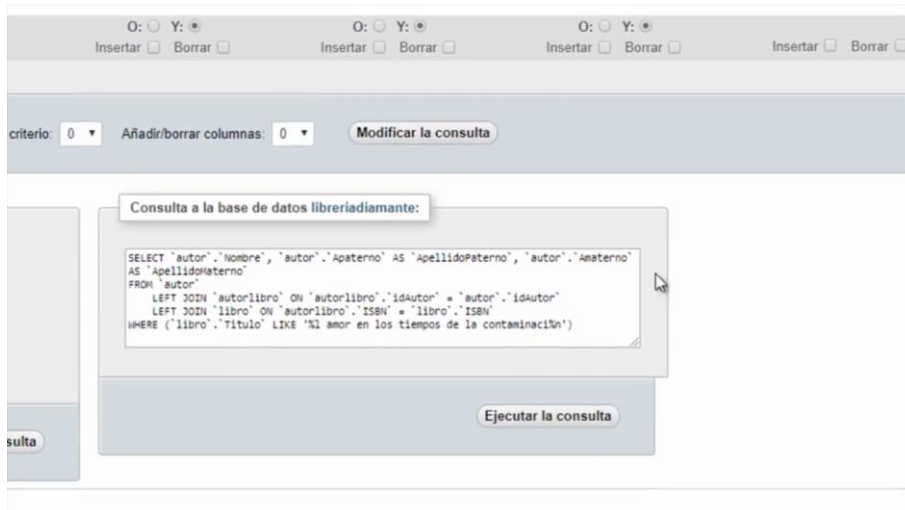 O: Y: O: Y: O: Y:
Insertar Borrar Insertar Borrar Insertar Borrar Insertar Borrar
criterio: 0 Añadir/borrar columnas: 0 Modificar la consulta
Consulta a la base de datos libreriadiamante:
SELECT `autor`.`Nombre`, `autor`.`Apaterno` AS `ApellidoPaterno`, `autor`.`Amaterno`
AS `ApellidoMaterno`
FROM `autor`
LEFT JOIN `autorlibro` ON `autorlibro`.`idAutor` = `autor`.`idAutor`
LEFT JOIN `libro` ON `autorlibro`.`ISBN` = `libro`.`ISBN`
WHERE (`libro`.`Titulo` LIKE '%l amor en los tiempos de la contaminaci%n')
Ejecutar la consulta
sulta